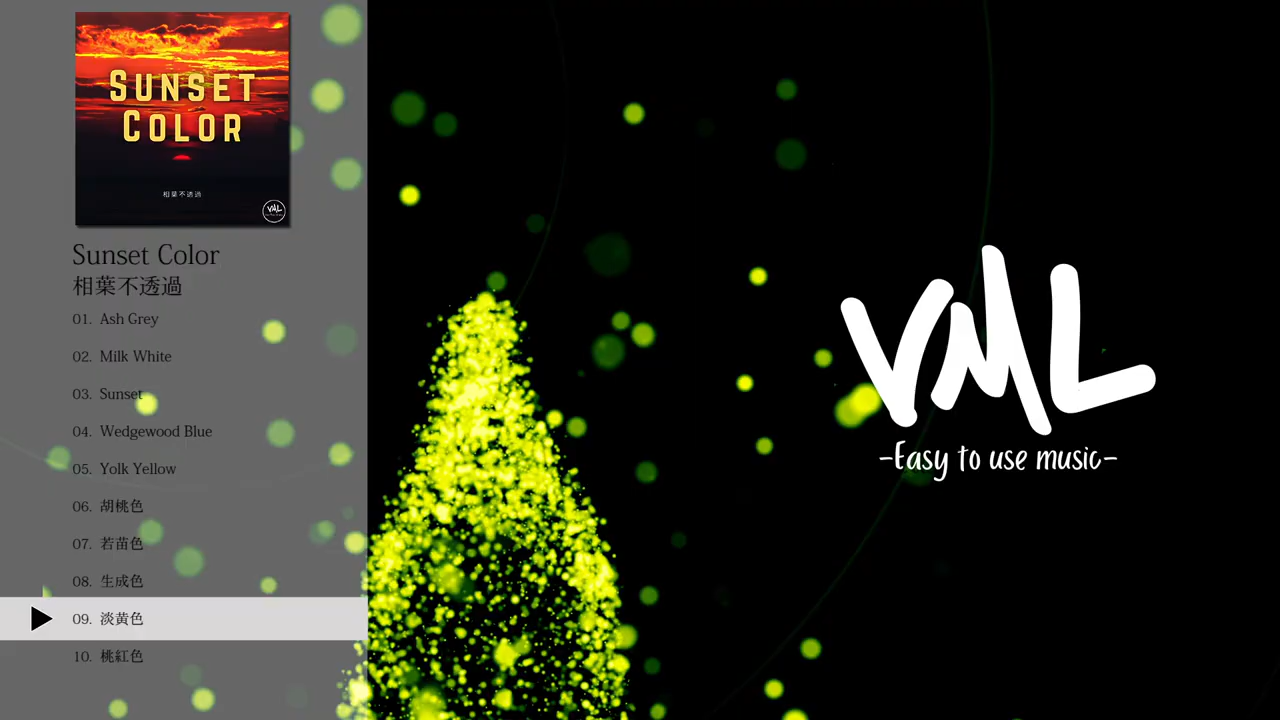 SUNSET
COLOR
相葉不透過
VML
Sunset Color
相葉不透過
01. Ash Grey
02. Milk White
03. Sunset
04. Wedgewood Blue
05. Yolk Yellow
06. 胡桃色
07. 若苗色
08. 生成色
09. 淡黄色
10. 桃紅色
VML
-Easy to use music-